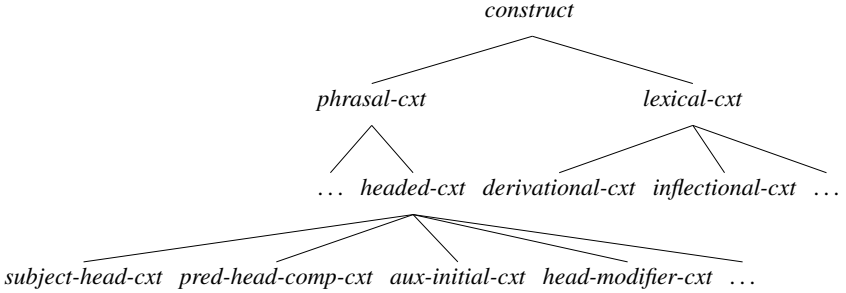 construct
phrasal-cxt lexical-cxt
... headed-cxt derivational-cxt inflectional-cxt ...
subject-head-cxt pred-head-comp-cxt aux-initial-cxt head-modifier-cxt ...